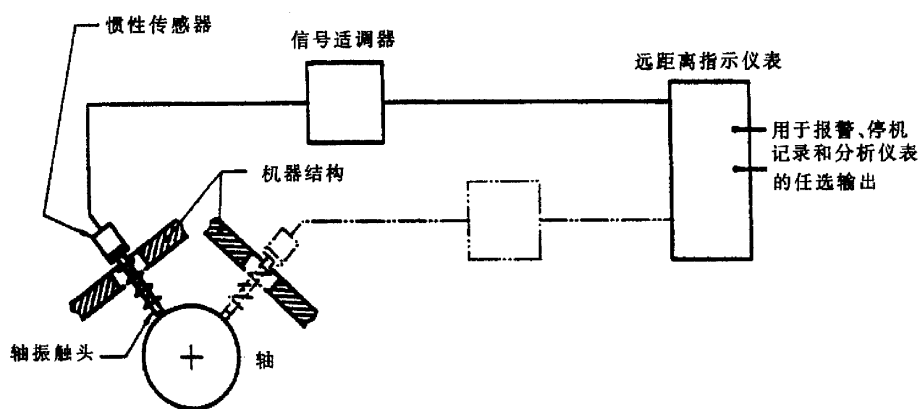 惯性传感器
信号适调器
远距离指示仪表
用于报警、停机
记录和分析仪表
的任选输出
机器结构
轴振触头
轴